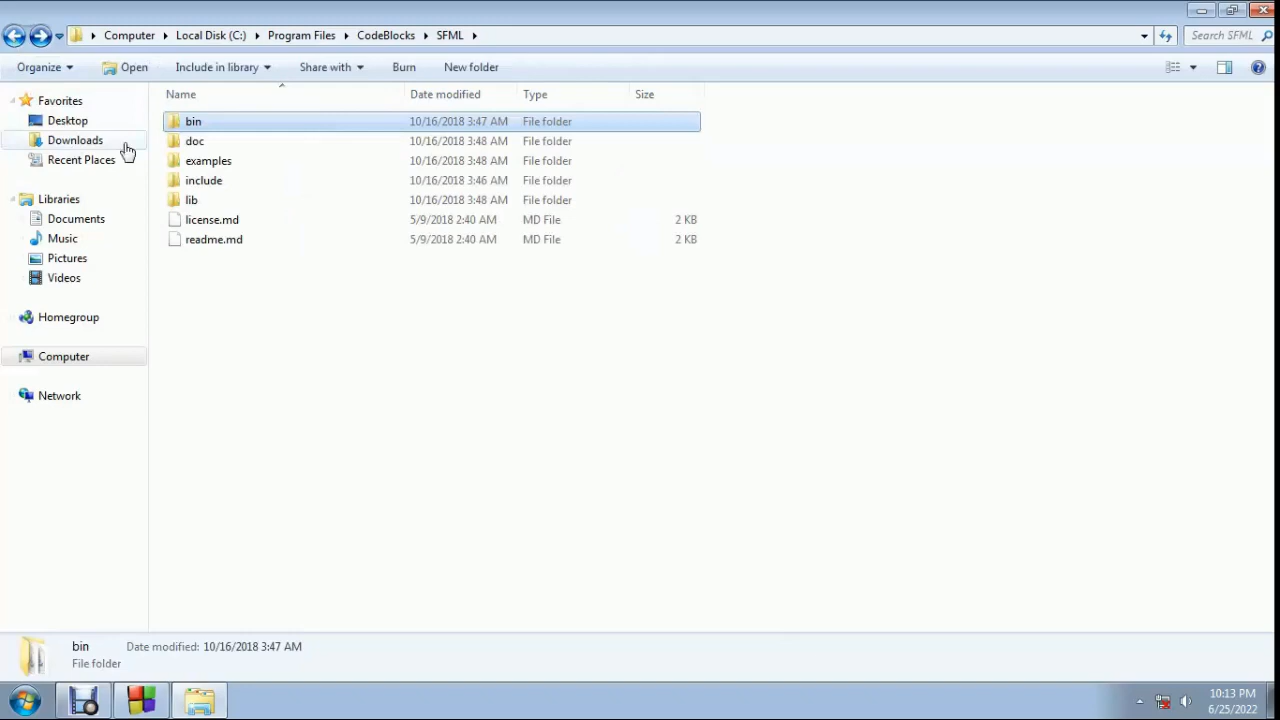 Computer Local Disk (C:) Program Files CodeBlocks SFML Search SFML
Organize Open Include in library Share with Burn New folder
Name Date modified Type Size
Favorites
Desktop
Downloads
Recent Places
Libraries
Documents
Music
Pictures
Videos
Homegroup
Computer
Network
bin 10/16/2018 3:47 AM File folder
doc 10/16/2018 3:48 AM File folder
examples 10/16/2018 3:48 AM File folder
include 10/16/2018 3:46 AM File folder
lib 10/16/2018 3:48 AM File folder
license.md 5/9/2018 2:40 AM MD File 2 KB
readme.md 5/9/2018 2:40 AM MD File 2 KB
bin Date modified: 10/16/2018 3:47 AM
File folder
10:13 PM
6/25/2022